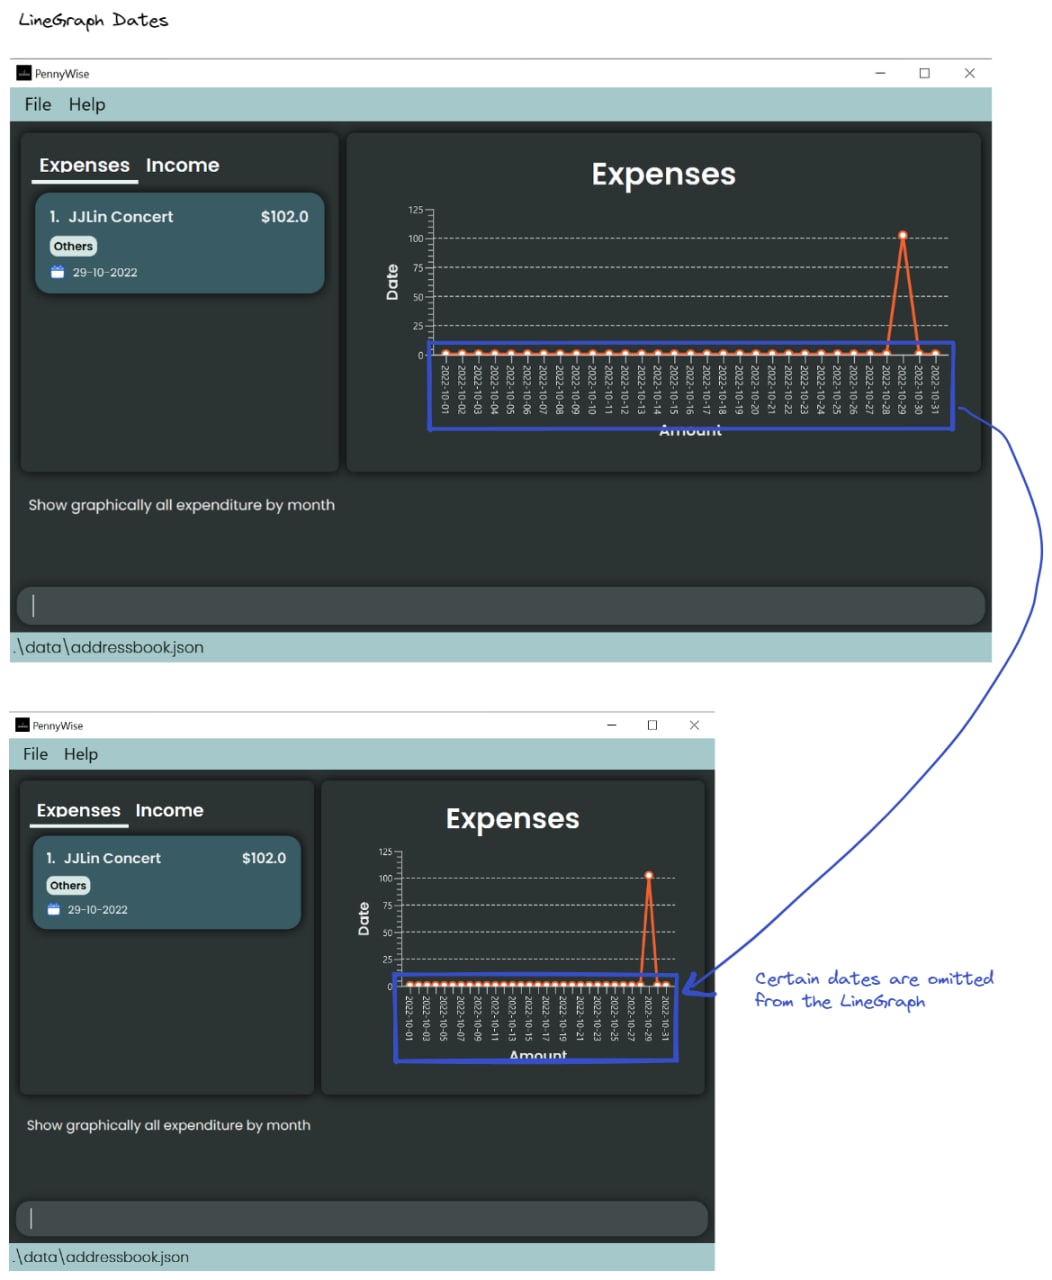 LineGraph Dates
PennyWise
File Help
Expenses Income
1. JJLin Concert $102.0
Others
29-10-2022
Expenses
125
100
75
50
25
0
Date
2022-10-01
2022-10-02
2022-10-03
2022-10-04
2022-10-05
2022-10-06
2022-10-07
2022-10-08
2022-10-09
2022-10-10
2022-10-11
2022-10-12
2022-10-13
2022-10-14
2022-10-15
2022-10-16
2022-10-17
2022-10-18
2022-10-19
2022-10-20
2022-10-21
2022-10-22
2022-10-23
2022-10-24
2022-10-25
2022-10-26
2022-10-27
2022-10-28
2022-10-29
2022-10-30
2022-10-31
Amount
Show graphically all expenditure by month
.\data\addressbook.json
PennyWise
File Help
Expenses Income
1. JJLin Concert $102.0
Others
29-10-2022
Expenses
125
100
75
50
25
0
Date
2022-10-01
2022-10-03
2022-10-05
2022-10-07
2022-10-09
2022-10-11
2022-10-13
2022-10-15
2022-10-17
2022-10-19
2022-10-21
2022-10-23
2022-10-25
2022-10-27
2022-10-29
2022-10-31
Amount
Certain dates are omitted
from the LineGraph
Show graphically all expenditure by month
.\data\addressbook.json